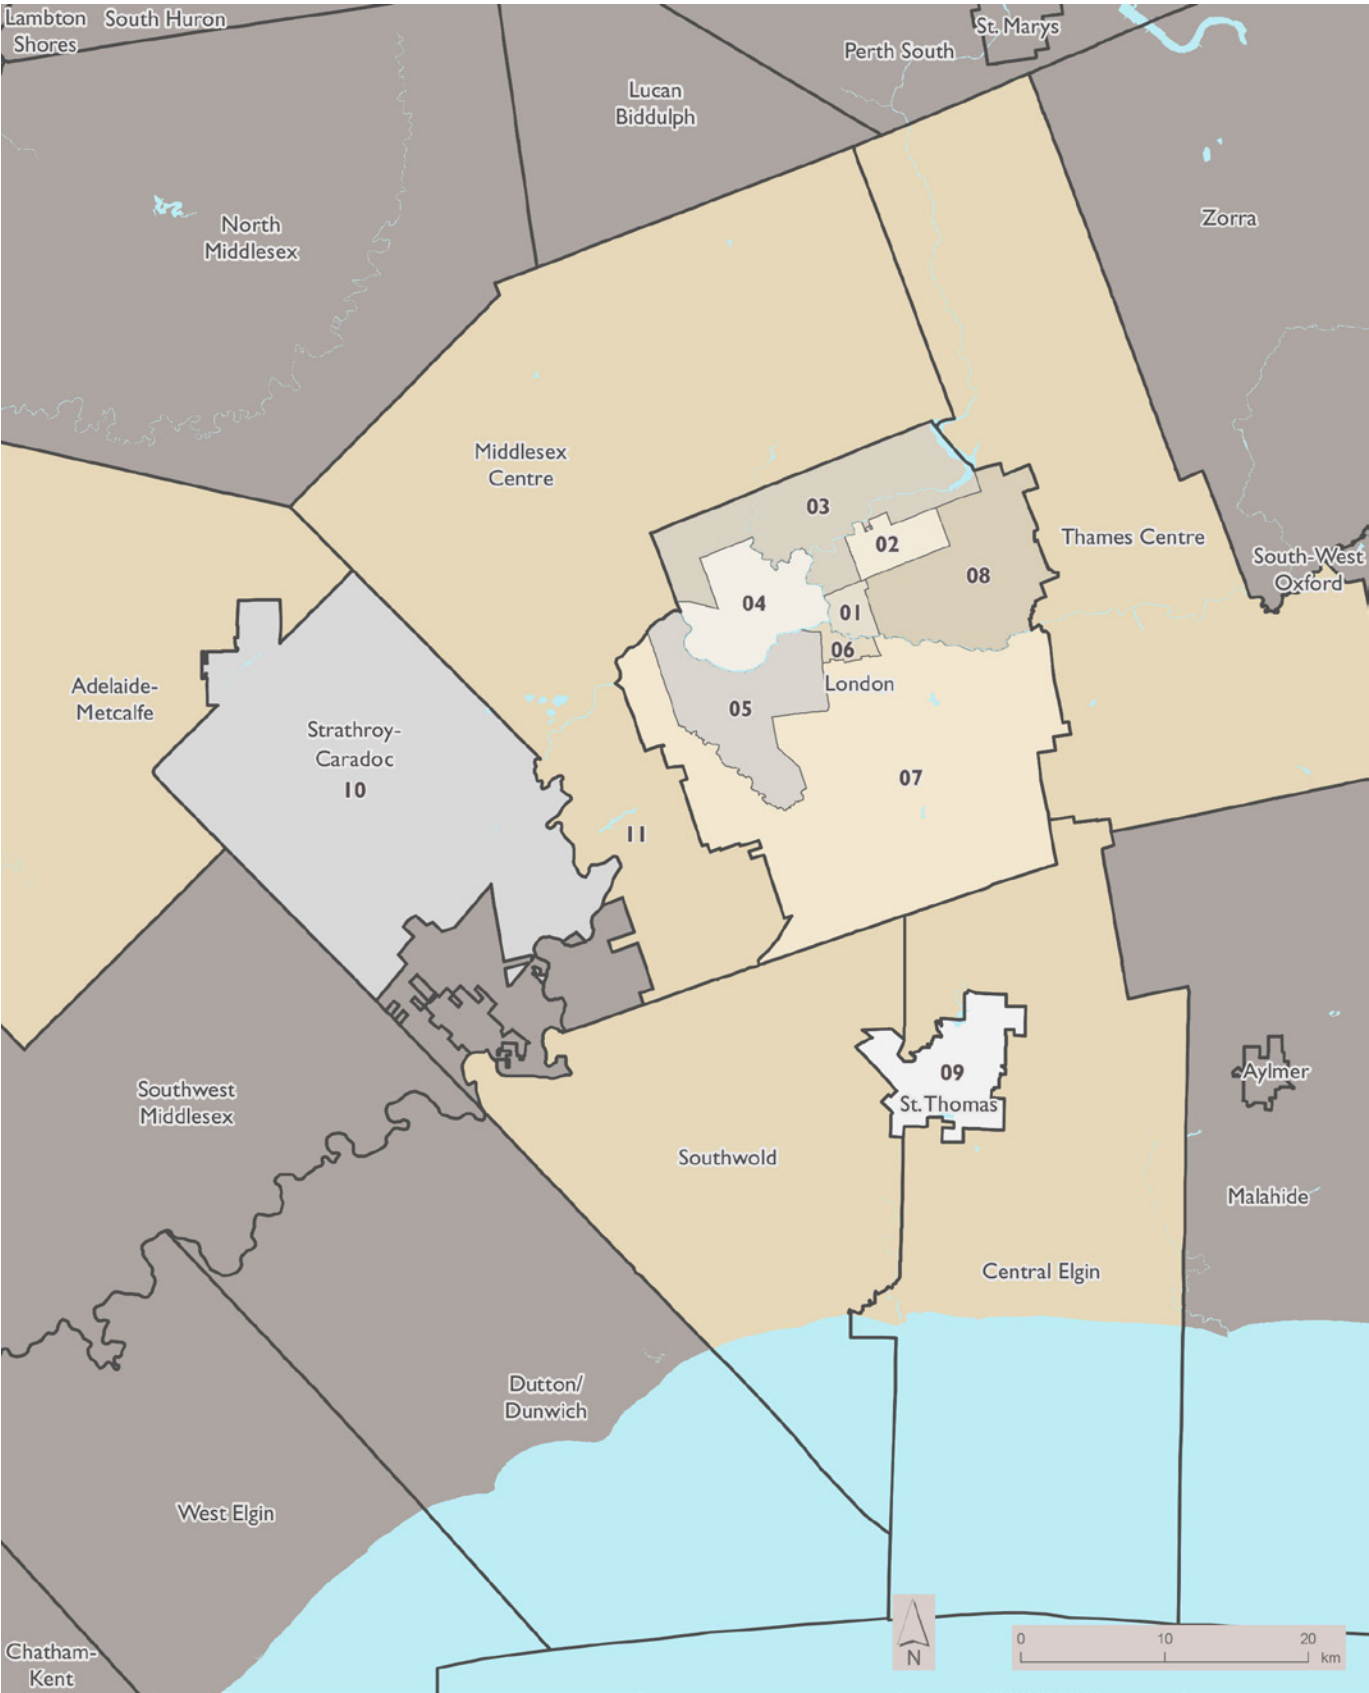 Lambton
Shores
South Huron
St. Marys
Perth South
Lucan
Biddulph
North
Middlesex
Zorra
Middlesex
Centre
03
02
Thames Centre
08
South-West
Oxford
04
01
06
London
Adelaide-
Metcalfe
05
Strathroy-
Caradoc
10
07
11
09
St. Thomas
Aylmer
Southwest
Middlesex
Southwold
Malahide
Central Elgin
Dutton/
Dunwich
West Elgin
Chatham-
Kent
N
0 10 20
km